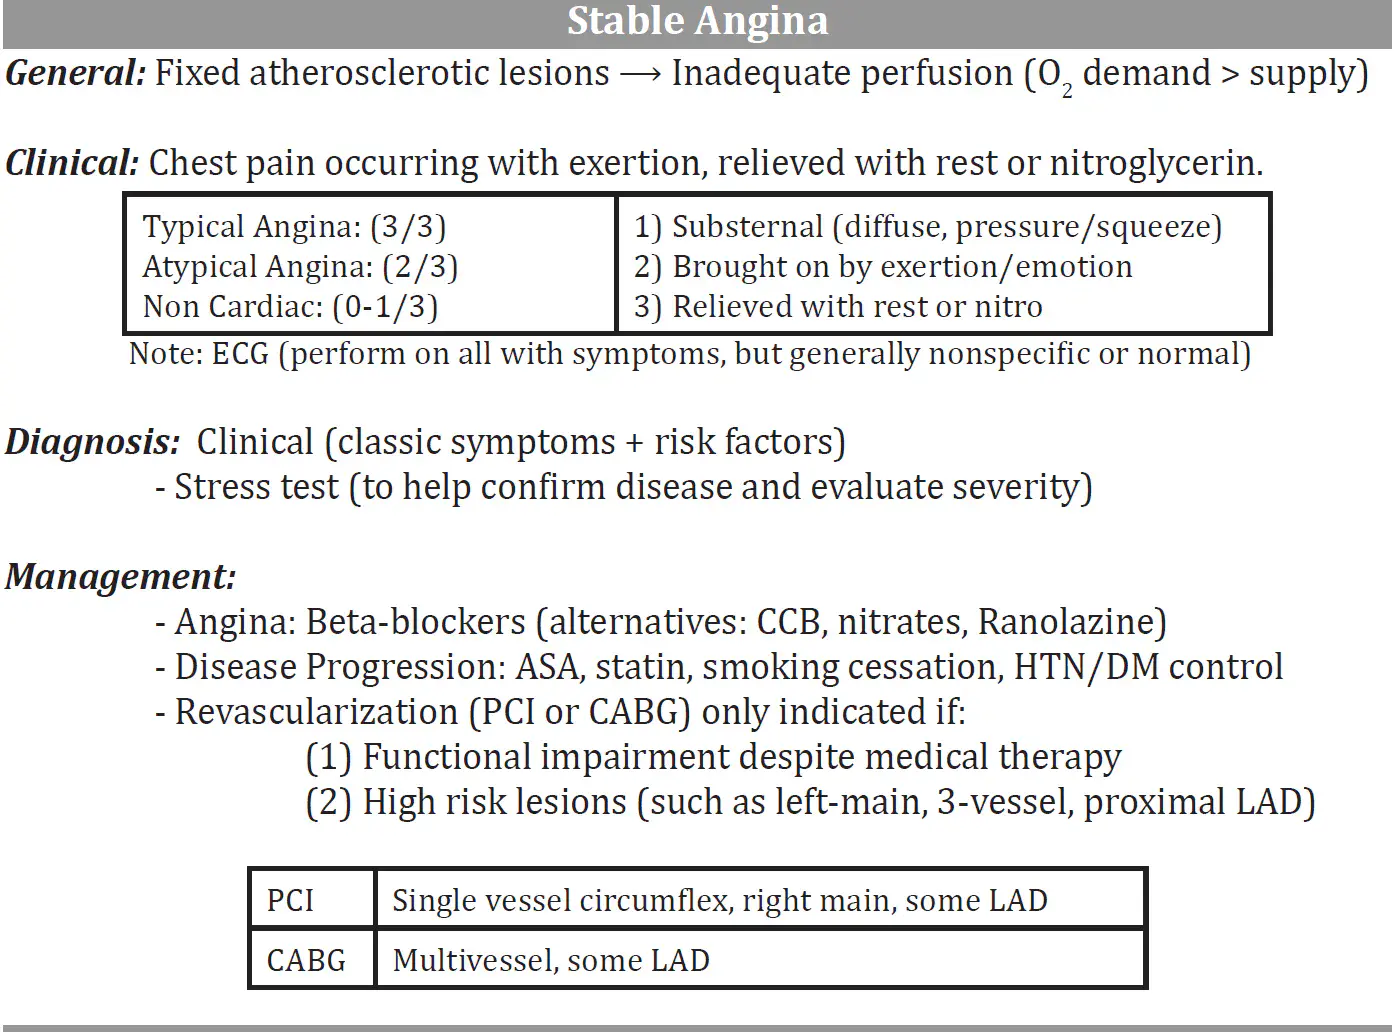 Stable Angina
General: Fixed atherosclerotic lesions ⟶ Inadequate perfusion (O₂ demand > supply)
Clinical: Chest pain occurring with exertion, relieved with rest or nitroglycerin.
Typical Angina: (3/3)
Atypical Angina: (2/3)
Non Cardiac: (0-1/3)
1) Substernal (diffuse, pressure/squeeze)
2) Brought on by exertion/emotion
3) Relieved with rest or nitro
Note: ECG (perform on all with symptoms, but generally nonspecific or normal)
Diagnosis: Clinical (classic symptoms + risk factors)
- Stress test (to help confirm disease and evaluate severity)
Management:
- Angina: Beta-blockers (alternatives: CCB, nitrates, Ranolazine)
- Disease Progression: ASA, statin, smoking cessation, HTN/DM control
- Revascularization (PCI or CABG) only indicated if:
(1) Functional impairment despite medical therapy
(2) High risk lesions (such as left-main, 3-vessel, proximal LAD)
PCI Single vessel circumflex, right main, some LAD
CABG Multivessel, some LAD